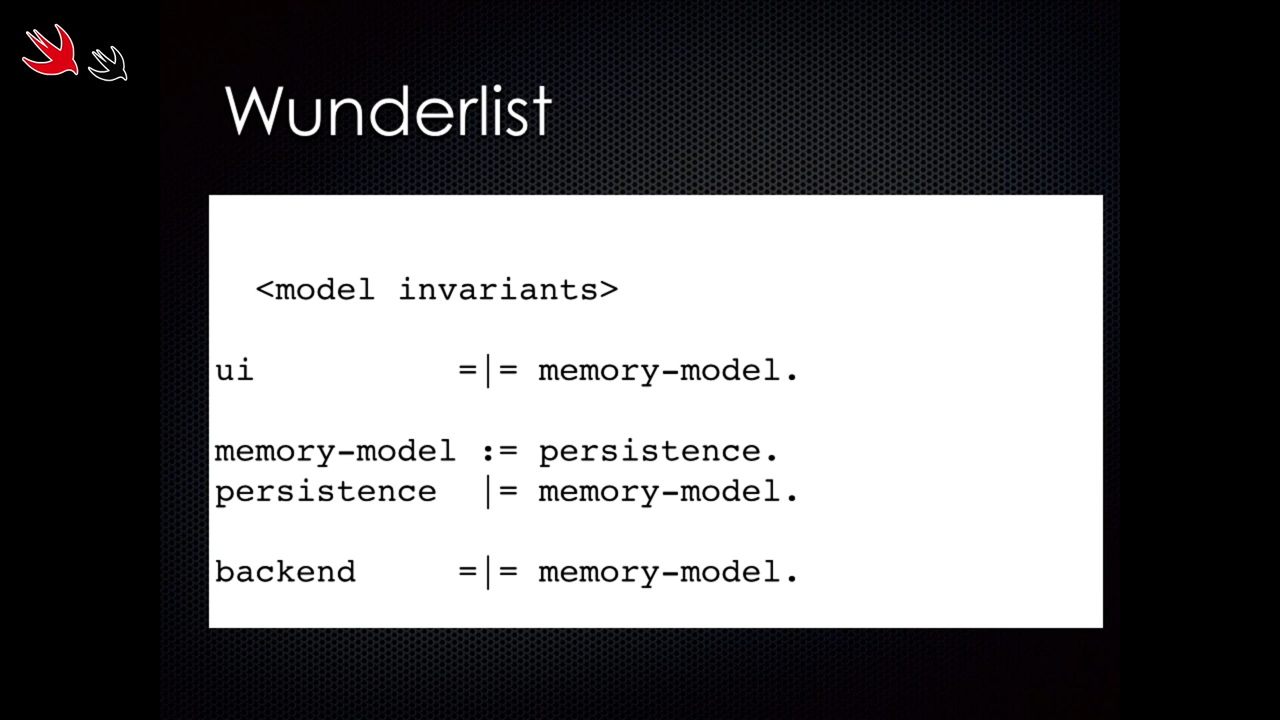 Wunderlist
<model invariants>
ui =|= memory-model.
memory-model := persistence.
persistence |= memory-model.
backend =|= memory-model.